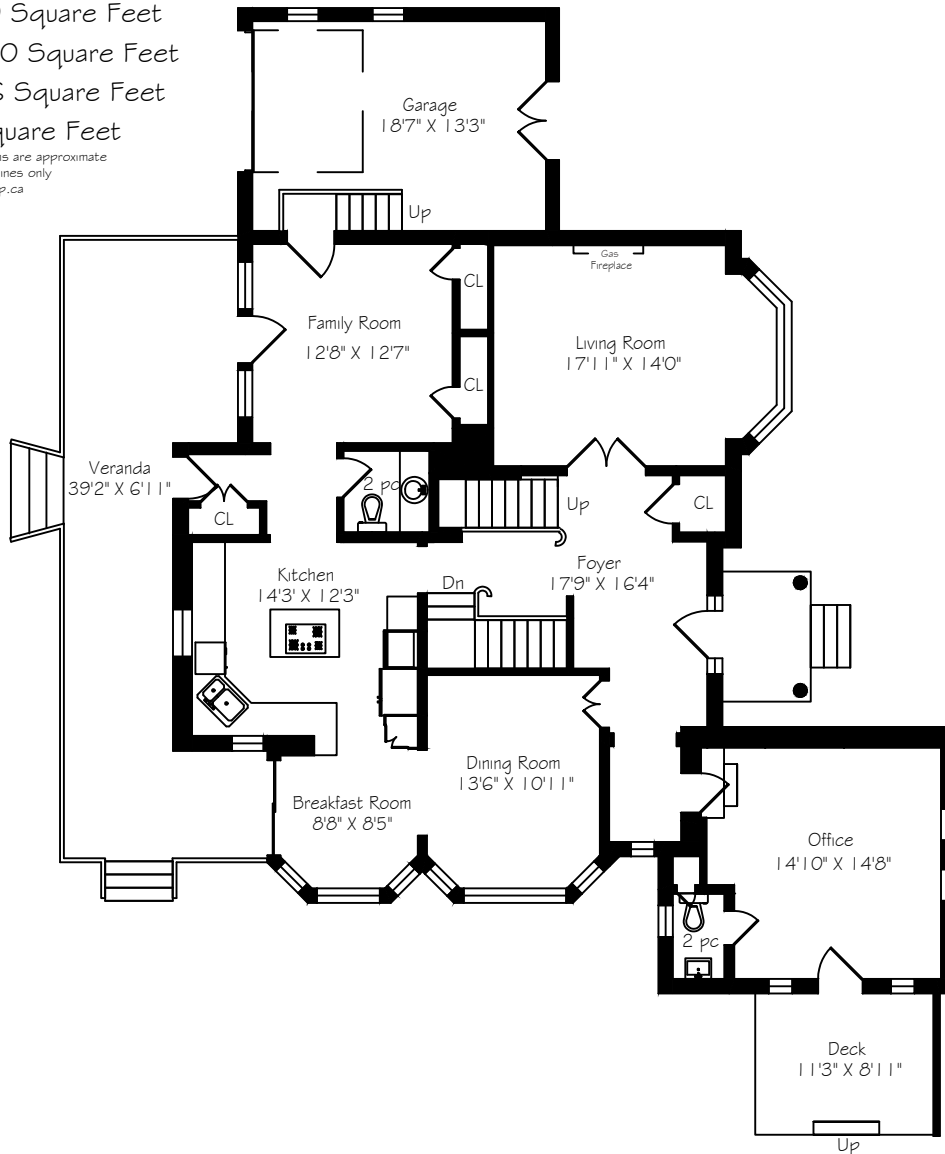 Square Feet
Square Feet
Square Feet
are approximate
only
Garage
18'7" X 13'3"
Up
Gas
Fireplace
CL
Family Room
12'8" X 12'7"
Living Room
17'11" X 14'0"
CL
Veranda
39'2" X 6'11"
2 pc
Up
CL
CL
Foyer
17'9" X 16'4"
Kitchen
14'3" X 12'3"
Dn
Dining Room
13'6" X 10'11"
Breakfast Room
8'8" X 8'5"
Office
14'10" X 14'8"
2 pc
Deck
11'3" X 8'11"
Up